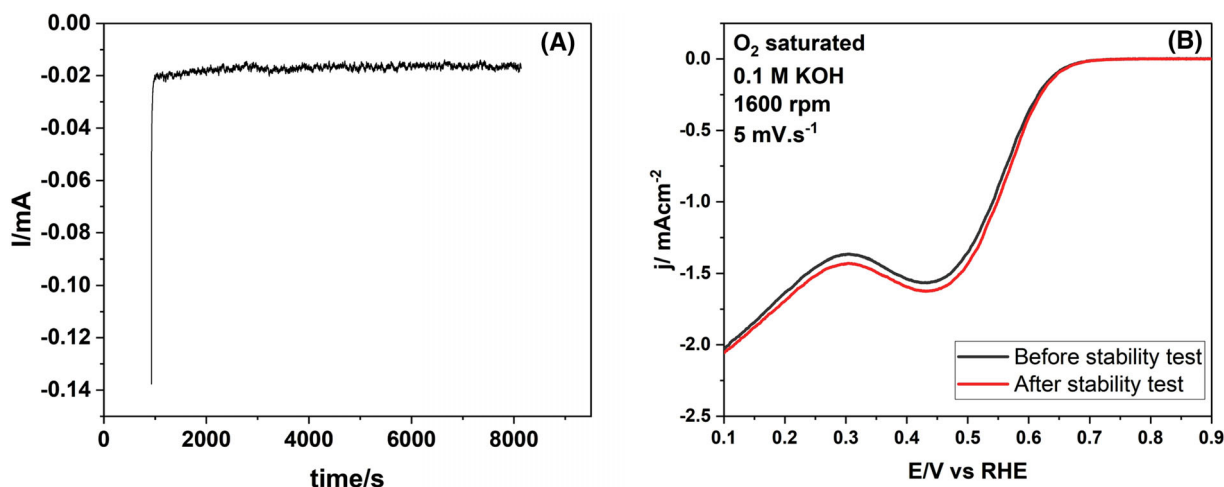 (A)
0.00
-0.02
-0.04
-0.06
-0.08
-0.10
-0.12
-0.14
I/mA
0
2000
4000
6000
8000
time/s
(B)
O₂ saturated
0.1 M KOH
1600 rpm
5 mV.s⁻¹
0.0
-0.5
-1.0
-1.5
-2.0
-2.5
j/ mAcm⁻²
Before stability test
After stability test
0.1
0.2
0.3
0.4
0.5
0.6
0.7
0.8
0.9
E/V vs RHE